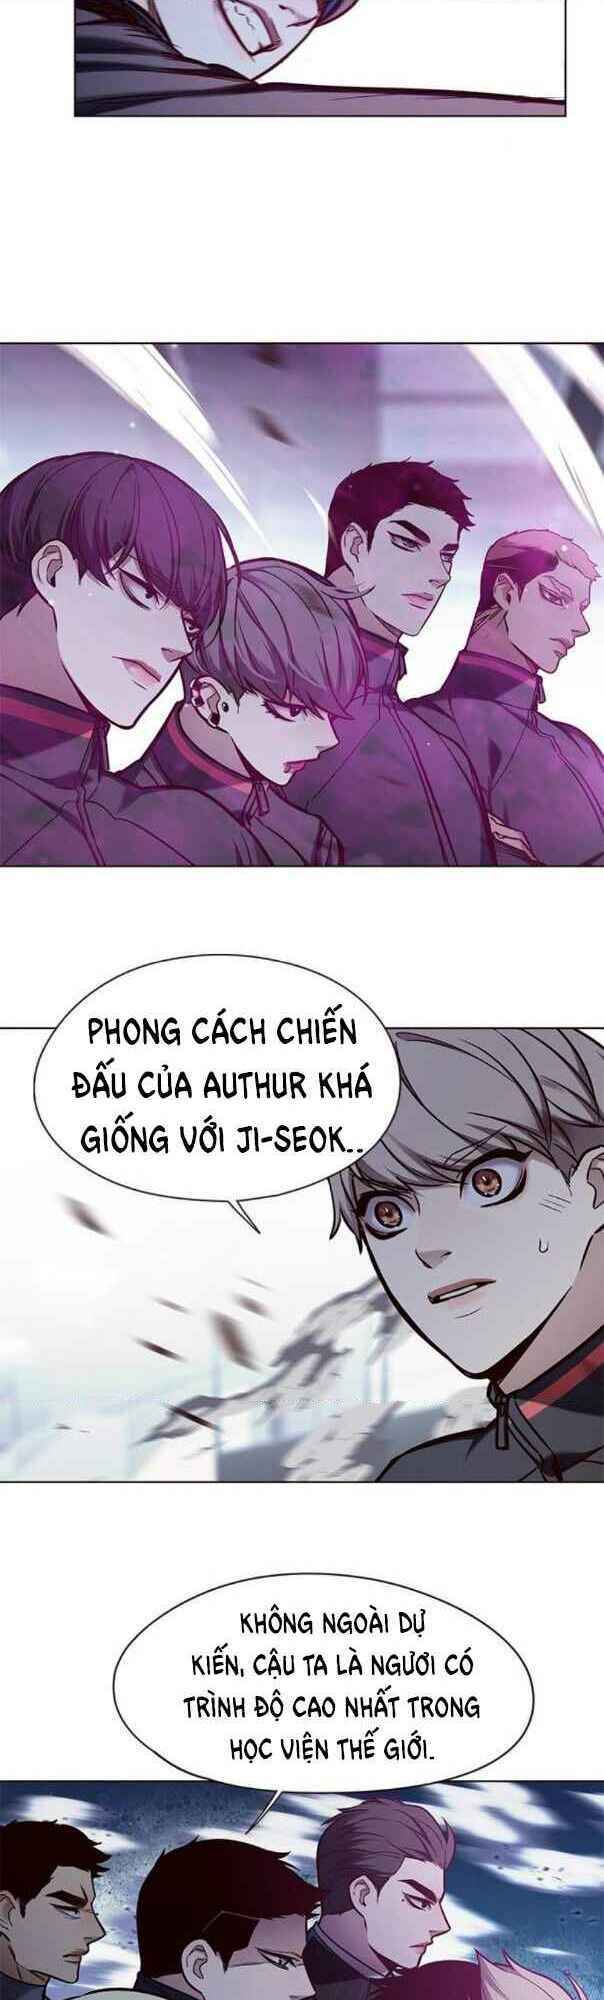 PHONG CÁCH CHIẾN
ĐẤU CỦA AUTHUR KHÁ
GIỐNG VỚI JI-SEOK..
KHÔNG NGOÀI DỰ
KIẾN, CẬU TA LÀ NGƯƠI CÓ
TRÌNH ĐỘ CAO NHẤT TRONG
HỌC VIỆN THẾ GIỚI.